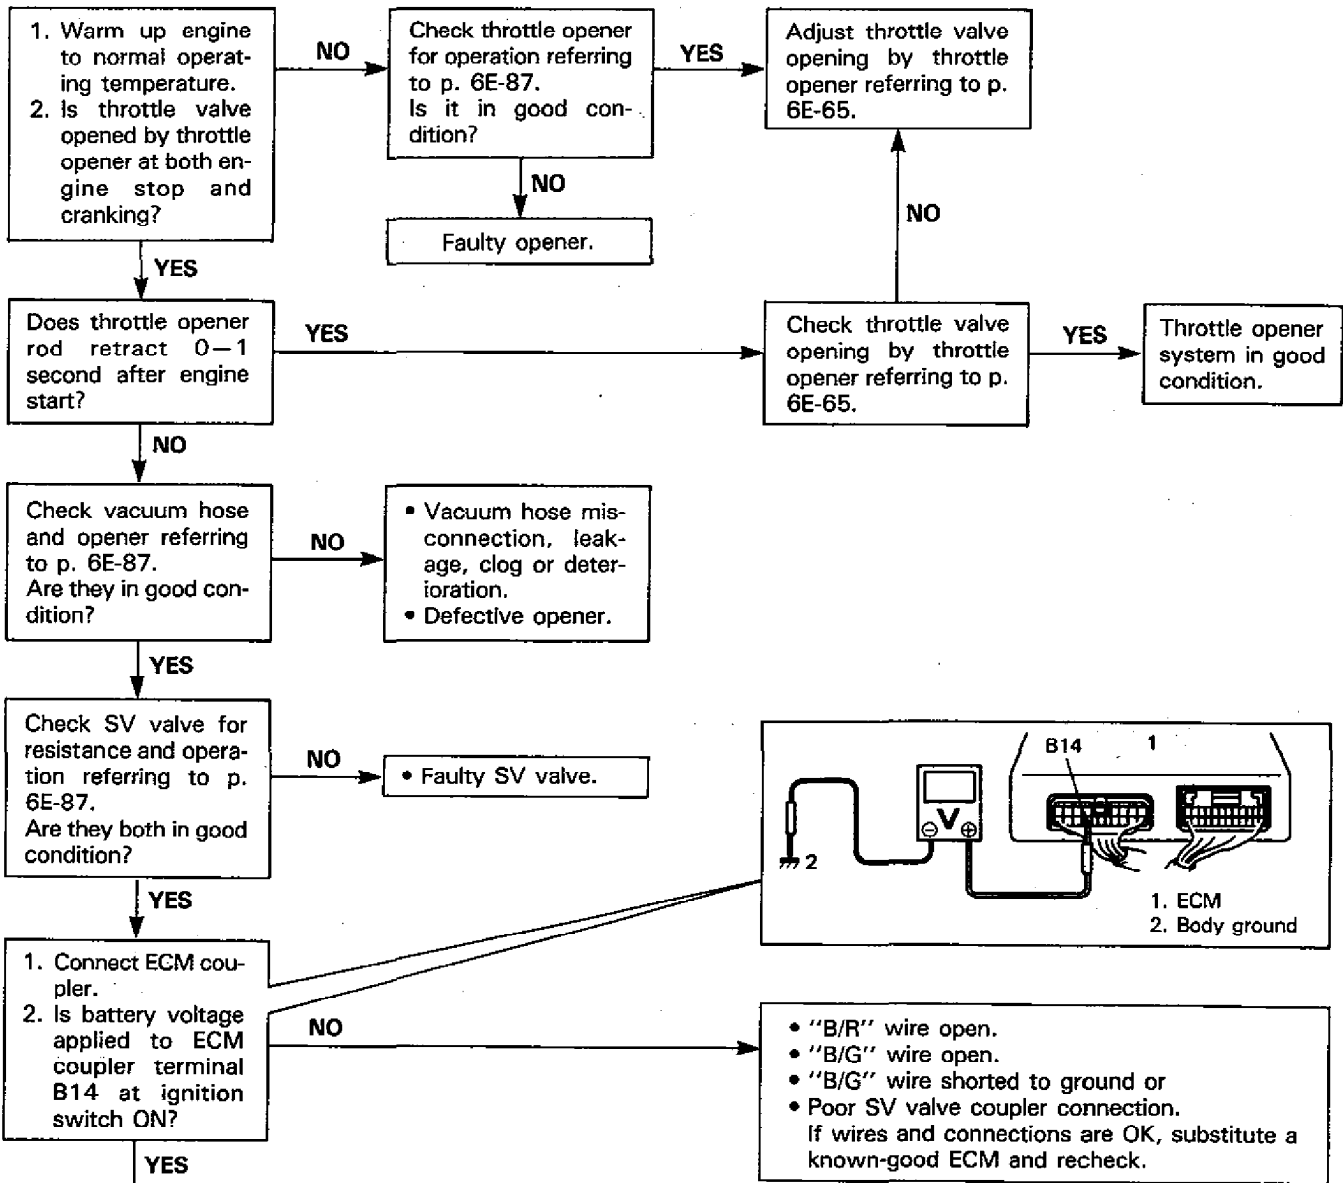 1. Warm up engine
to normal operat-
ing temperature.
2. Is throttle valve
opened by throttle
opener at both en-
gine stop and
cranking?
NO
Check throttle opener
for operation referring
to p. 6E-87.
Is it in good con-
dition?
YES
Adjust throttle valve
opening by throttle
opener referring to p.
6E-65.
NO
Faulty opener.
NO
YES
Does throttle opener
rod retract 0–1
second after engine
start?
YES
Check throttle valve
opening by throttle
opener referring to p.
6E-65.
YES
Throttle opener
system in good
condition.
NO
Check vacuum hose
and opener referring
to p. 6E-87.
Are they in good con-
dition?
NO
• Vacuum hose mis-
connection, leak-
age, clog or deter-
ioration.
• Defective opener.
YES
Check SV valve for
resistance and opera-
tion referring to p.
6E-87.
Are they both in good
condition?
NO
• Faulty SV valve.
B14 1
V
⊖ ⊕
2
1. ECM
2. Body ground
YES
1. Connect ECM cou-
pler.
2. Is battery voltage
applied to ECM
coupler terminal
B14 at ignition
switch ON?
NO
• "B/R" wire open.
• "B/G" wire open.
• "B/G" wire shorted to ground or
• Poor SV valve coupler connection.
If wires and connections are OK, substitute a
known-good ECM and recheck.
YES